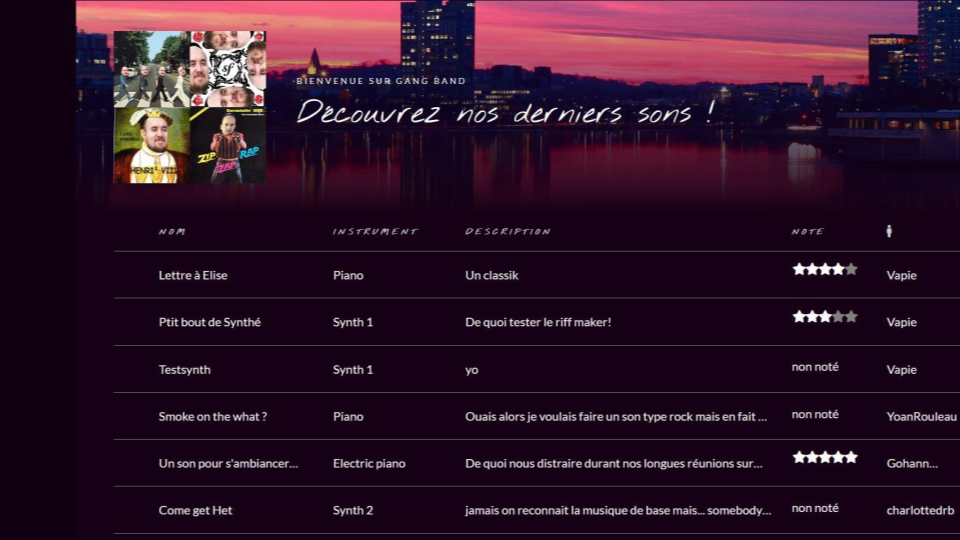 BIENVENUE SUR GANG BAND
Découvrez nos derniers sons !
ZIP
RAP
ZAP
HENRI VIII
NOM INSTRUMENT DESCRIPTION NOTE
Lettre à Elise Piano Un classik Vapie
Ptit bout de Synthé Synth 1 De quoi tester le riff maker! Vapie
Testsynth Synth 1 yo non noté Vapie
Smoke on the what ? Piano Ouais alors je voulais faire un son type rock mais en fait ... non noté YoanRouleau
Un son pour s'ambiancer... Electric piano De quoi nous distraire durant nos longues réunions sur... Gohann...
Come get Het Synth 2 jamais on reconnait la musique de base mais... somebody... non noté charlottedrb